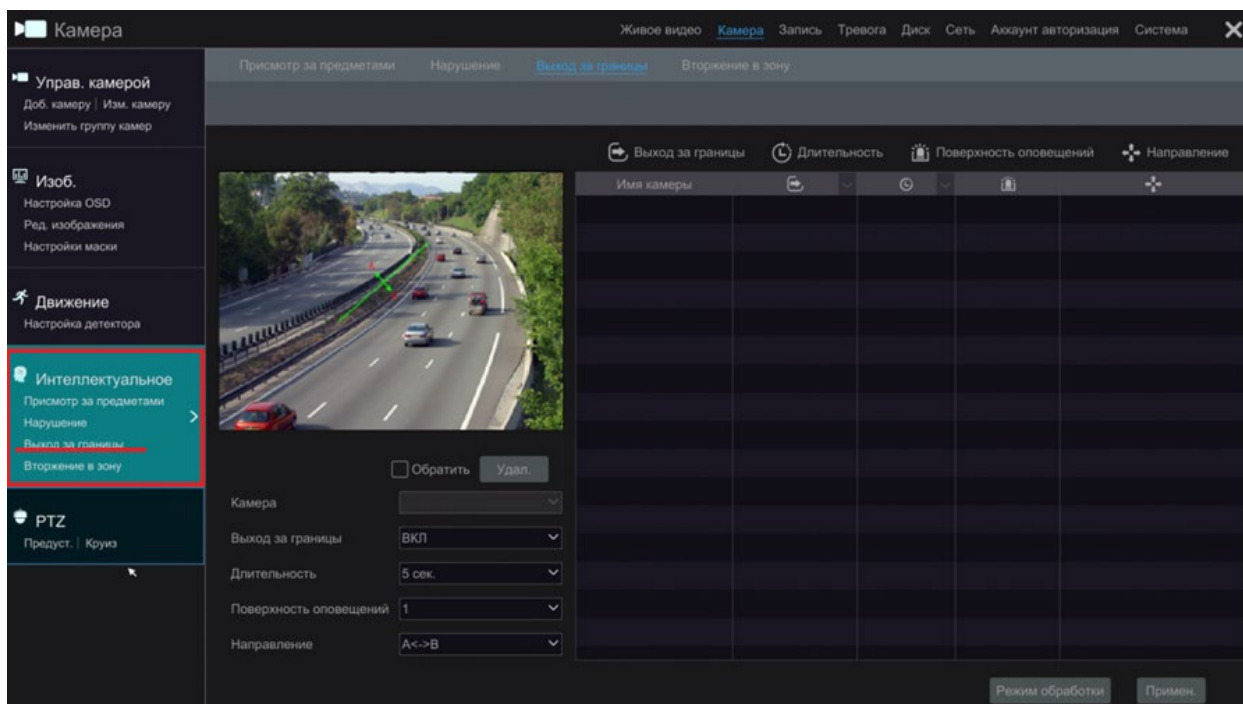 Камера
Живое видео Камера Запись Тревога Диск Сеть Аккаунт авторизация Система
Управ. камерой
Доб. камеру | Изм. камеру
Изменить группу камер
Изоб.
Настройка OSD
Ред. изображения
Настройки маски
Движение
Настройка детектора
Интеллектуальное
Присмотр за предметами
Нарушение
Выход за границы
Вторжение в зону
PTZ
Предуст. | Круиз
Присмотр за предметами Нарушение Выход за границы Вторжение в зону
Обратить Удал.
Камера
Выход за границы ВКЛ
Длительность 5 сек.
Поверхность оповещений 1
Направление A<->B
Выход за границы Длительность Поверхность оповещений Направление
Имя камеры
Режим обработки Примен.